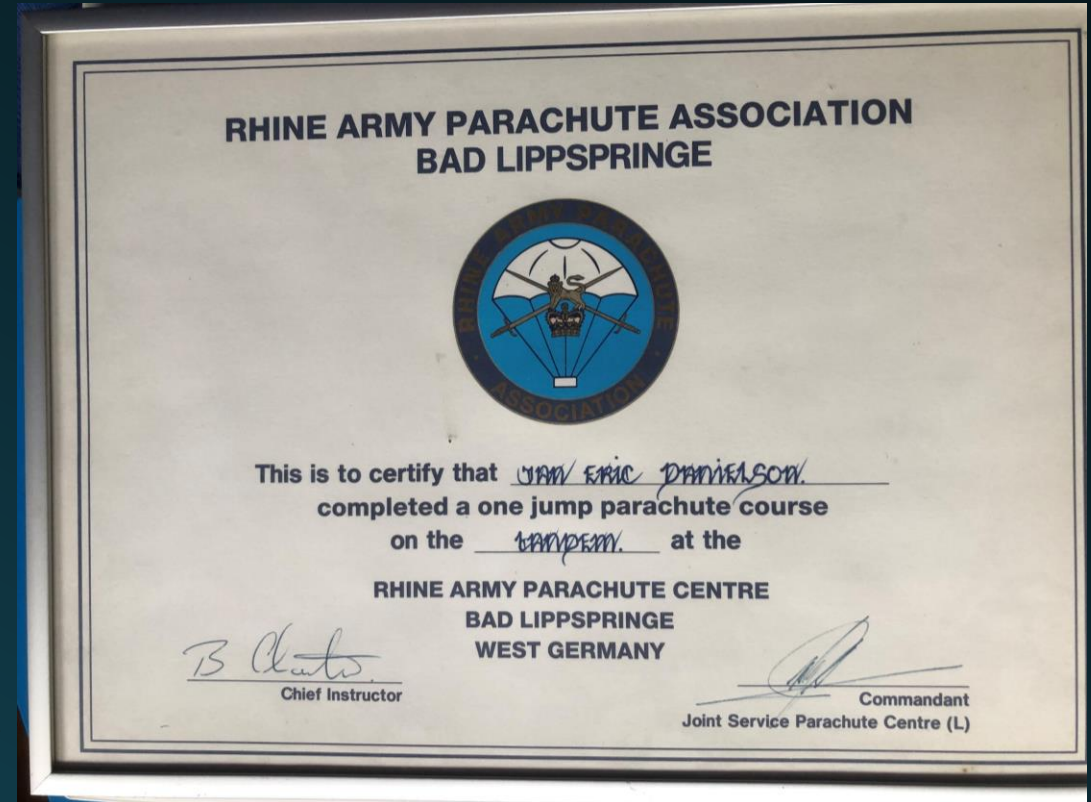 RHINE ARMY PARACHUTE ASSOCIATION
BAD LIPPSPRINGE
RHINE ARMY PARACHUTE
ASSOCIATION
This is to certify that JAN ERIC DANIELSON.
completed a one jump parachute course
on the TANDEM. at the
RHINE ARMY PARACHUTE CENTRE
BAD LIPPSPRINGE
WEST GERMANY
B
Chief Instructor
Commandant
Joint Service Parachute Centre (L)